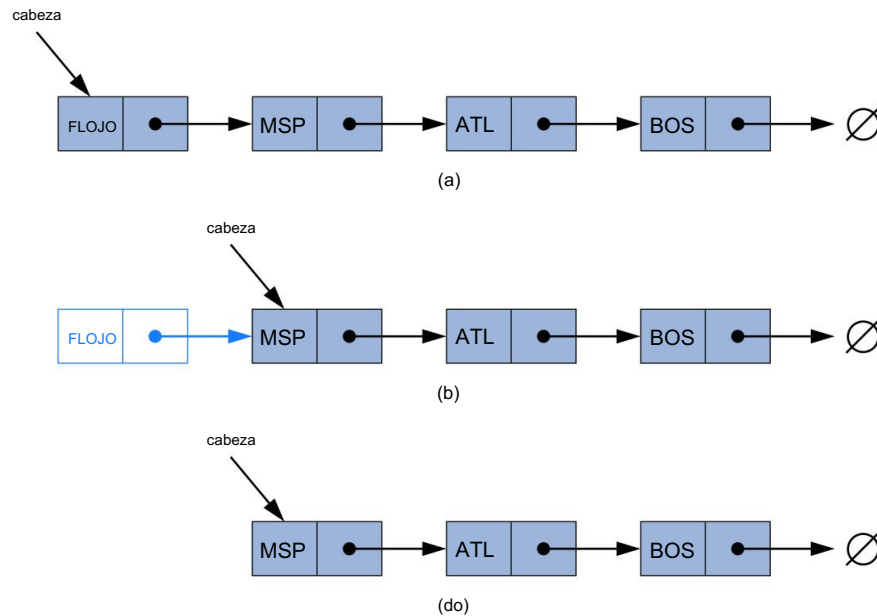 cabeza
FLOJO MSP ATL BOS ∅
(a)
cabeza
FLOJO MSP ATL BOS ∅
(b)
cabeza
MSP ATL BOS ∅
(do)